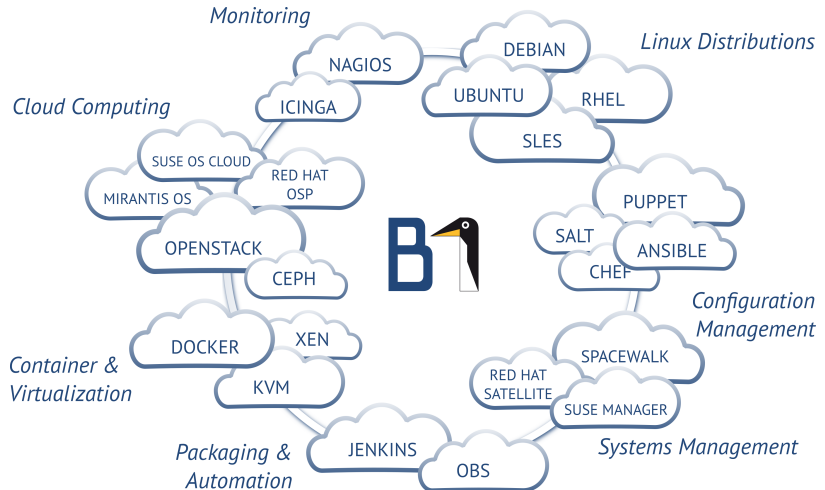 Monitoring
NAGIOS
ICINGA
Linux Distributions
DEBIAN
UBUNTU
RHEL
SLES
Cloud Computing
SUSE OS CLOUD
MIRANTIS OS
RED HAT
OSP
OPENSTACK
CEPH
B1
PUPPET
SALT
ANSIBLE
CHEF
Configuration
Management
Container &
Virtualization
DOCKER
XEN
KVM
SPACEWALK
RED HAT
SATELLITE
SUSE MANAGER
Systems Management
Packaging &
Automation
JENKINS
OBS